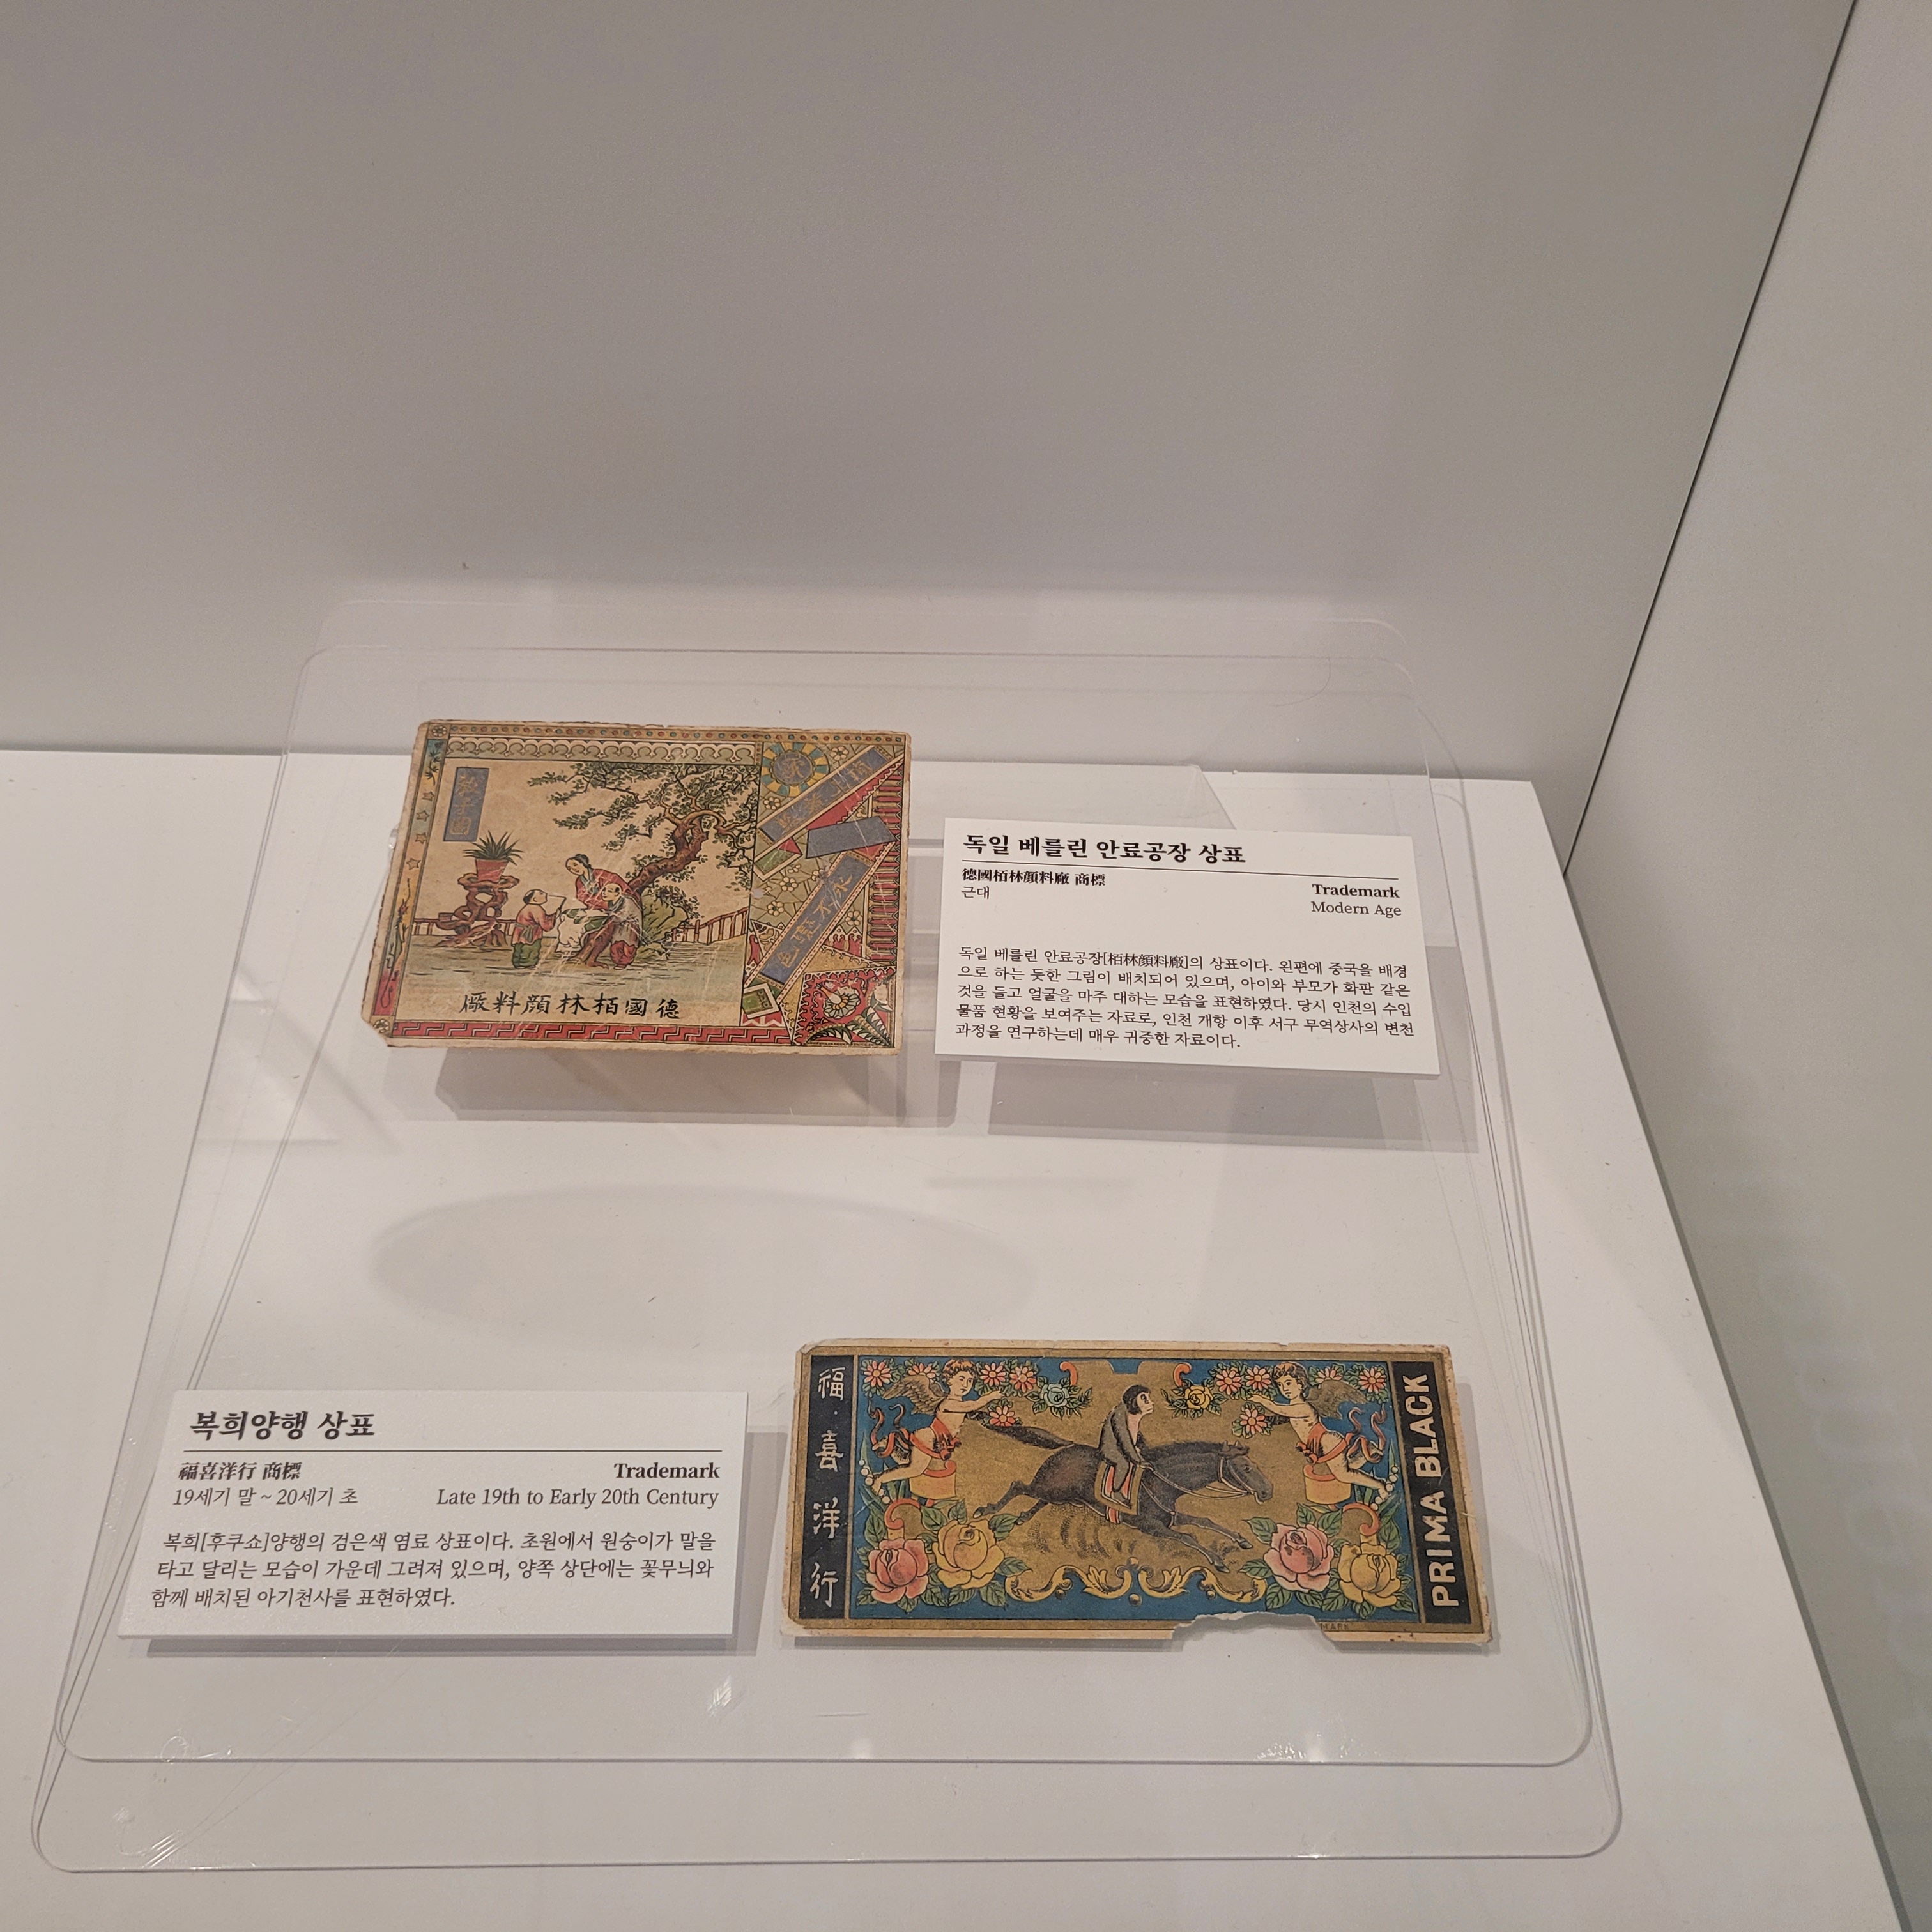 德國栢林顔料廠
독일 베를린 안료공장 상표
德國栢林顔料廠 商標
근대
Trademark
Modern Age
독일 베를린 안료공장[栢林顔料廠]의 상표이다. 왼편에 중국을 배경
으로 하는 듯한 그림이 배치되어 있으며, 아이와 부모가 화판 같은
것을 들고 얼굴을 마주 대하는 모습을 표현하였다. 당시 인천의 수입
물품 현황을 보여주는 자료로, 인천 개항 이후 서구 무역상사의 변천
과정을 연구하는데 매우 귀중한 자료이다.
복희양행 상표
福喜洋行 商標
19세기 말 ~ 20세기 초
Trademark
Late 19th to Early 20th Century
복희[후쿠쇼]양행의 검은색 염료 상표이다. 초원에서 원숭이가 말을
타고 달리는 모습이 가운데 그려져 있으며, 양쪽 상단에는 꽃무늬와
함께 배치된 아기천사를 표현하였다.
福喜洋行
PRIMA BLACK